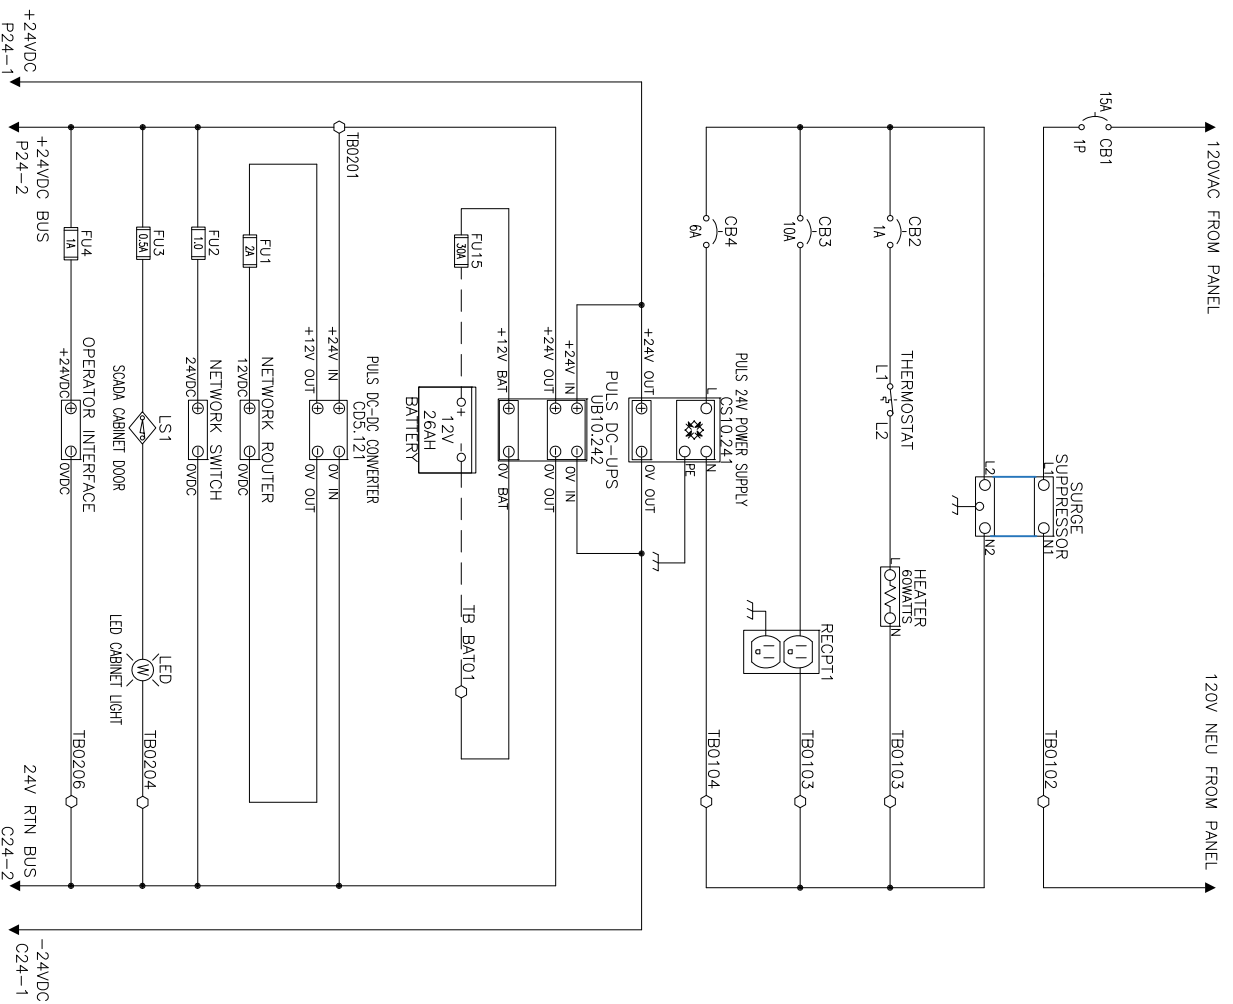 120VAC FROM PANEL
120V NEU FROM PANEL
15A
CB1
1P
SURGE
SUPPRESSOR
L1
N1
TB0102
L2
N2
CB2
1A
THERMOSTAT
L1
L2
HEATER
60WATTS
L
N
TB0103
CB3
10A
RECPT1
TB0103
CB4
6A
PULS 24V POWER SUPPLY
CS10.241
L
N
PE
TB0104
+24V OUT
0V OUT
PULS DC-UPS
UB10.242
+24V IN
0V IN
+24V OUT
0V OUT
+12V BAT
0V BAT
FU15
30A
+
-
12V
26AH
BATTERY
TB BAT01
TB0201
PULS DC-DC CONVERTER
CD5.121
+24V IN
0V IN
+12V OUT
0V OUT
FU1
2A
NETWORK ROUTER
12VDC
0VDC
FU2
1.0
NETWORK SWITCH
24VDC
0VDC
FU3
0.5A
LS1
SCADA CABINET DOOR
LED
W
LED CABINET LIGHT
TB0204
FU4
1A
OPERATOR INTERFACE
+24VDC
0VDC
TB0206
+24VDC
P24-1
+24VDC BUS
P24-2
24V RTN BUS
C24-2
-24VDC
C24-1